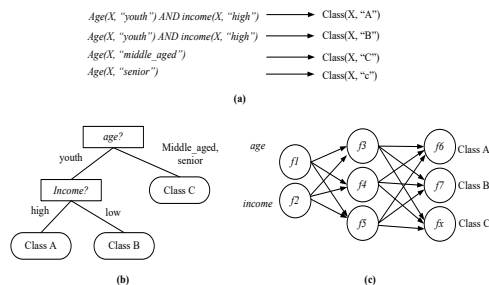 Age(X, “youth”) AND income(X, “high”) Class(X, “A”)
Age(X, “youth”) AND income(X, “high”) Class(X, “B”)
Age(X, “middle_aged”) Class(X, “C”)
Age(X, “senior”) Class(X, “c”)
(a)
age?
youth
Middle_aged,
senior
Income?
Class C
high
low
Class A
Class B
(b)
age
income
f1
f2
f3
f4
f5
f6
f7
fx
Class A
Class B
Class C
(c)